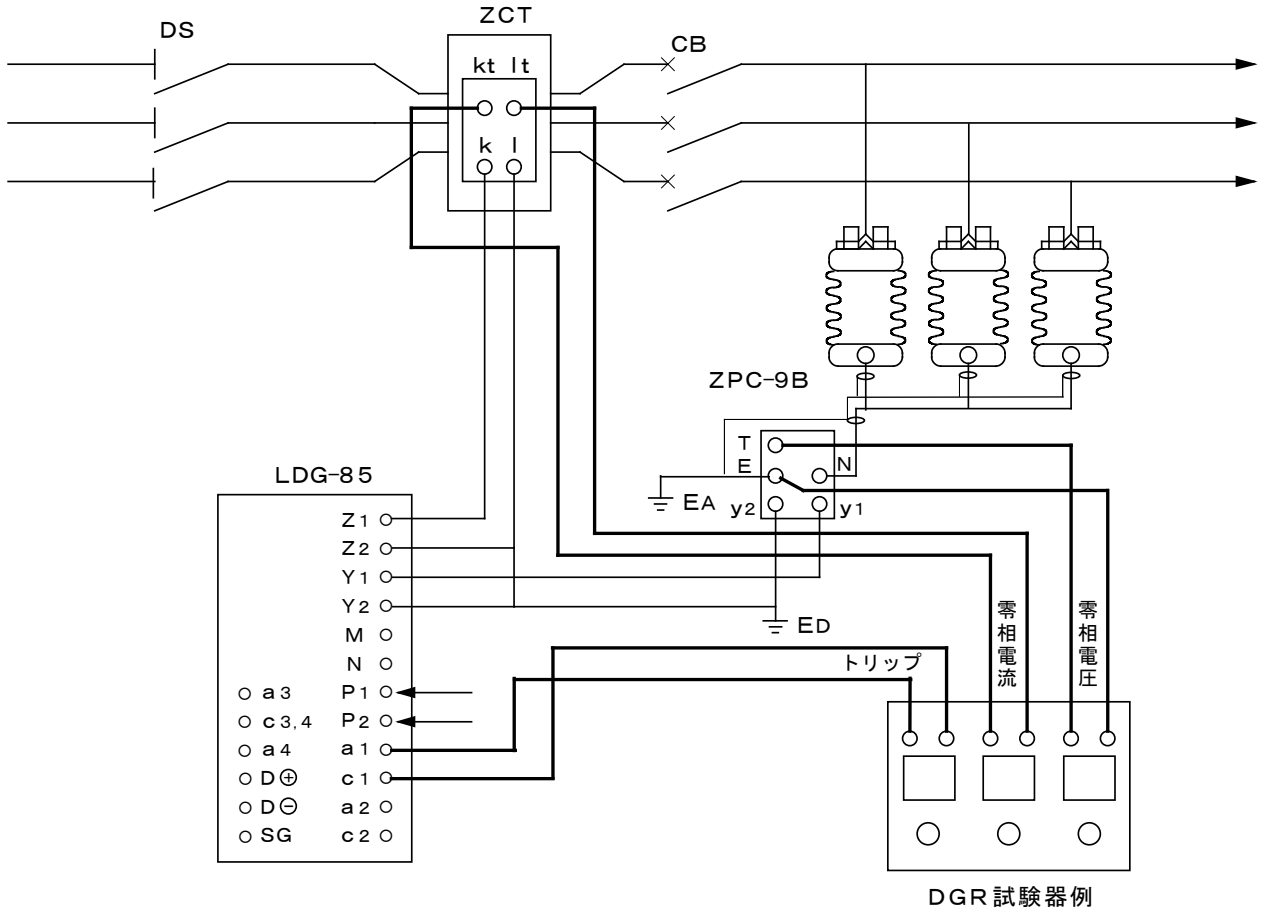 ZCT
DS
CB
kt lt
k l
ZPC-9B
T
E
N
EA
y2
y1
LDG-85
Z1
Z2
Y1
Y2
ED
M
N
P1
P2
a1
c1
a2
c2
a3
c3,4
a4
D⊕
D⊖
SG
トリップ
零相電流
零相電圧
DGR試験器例